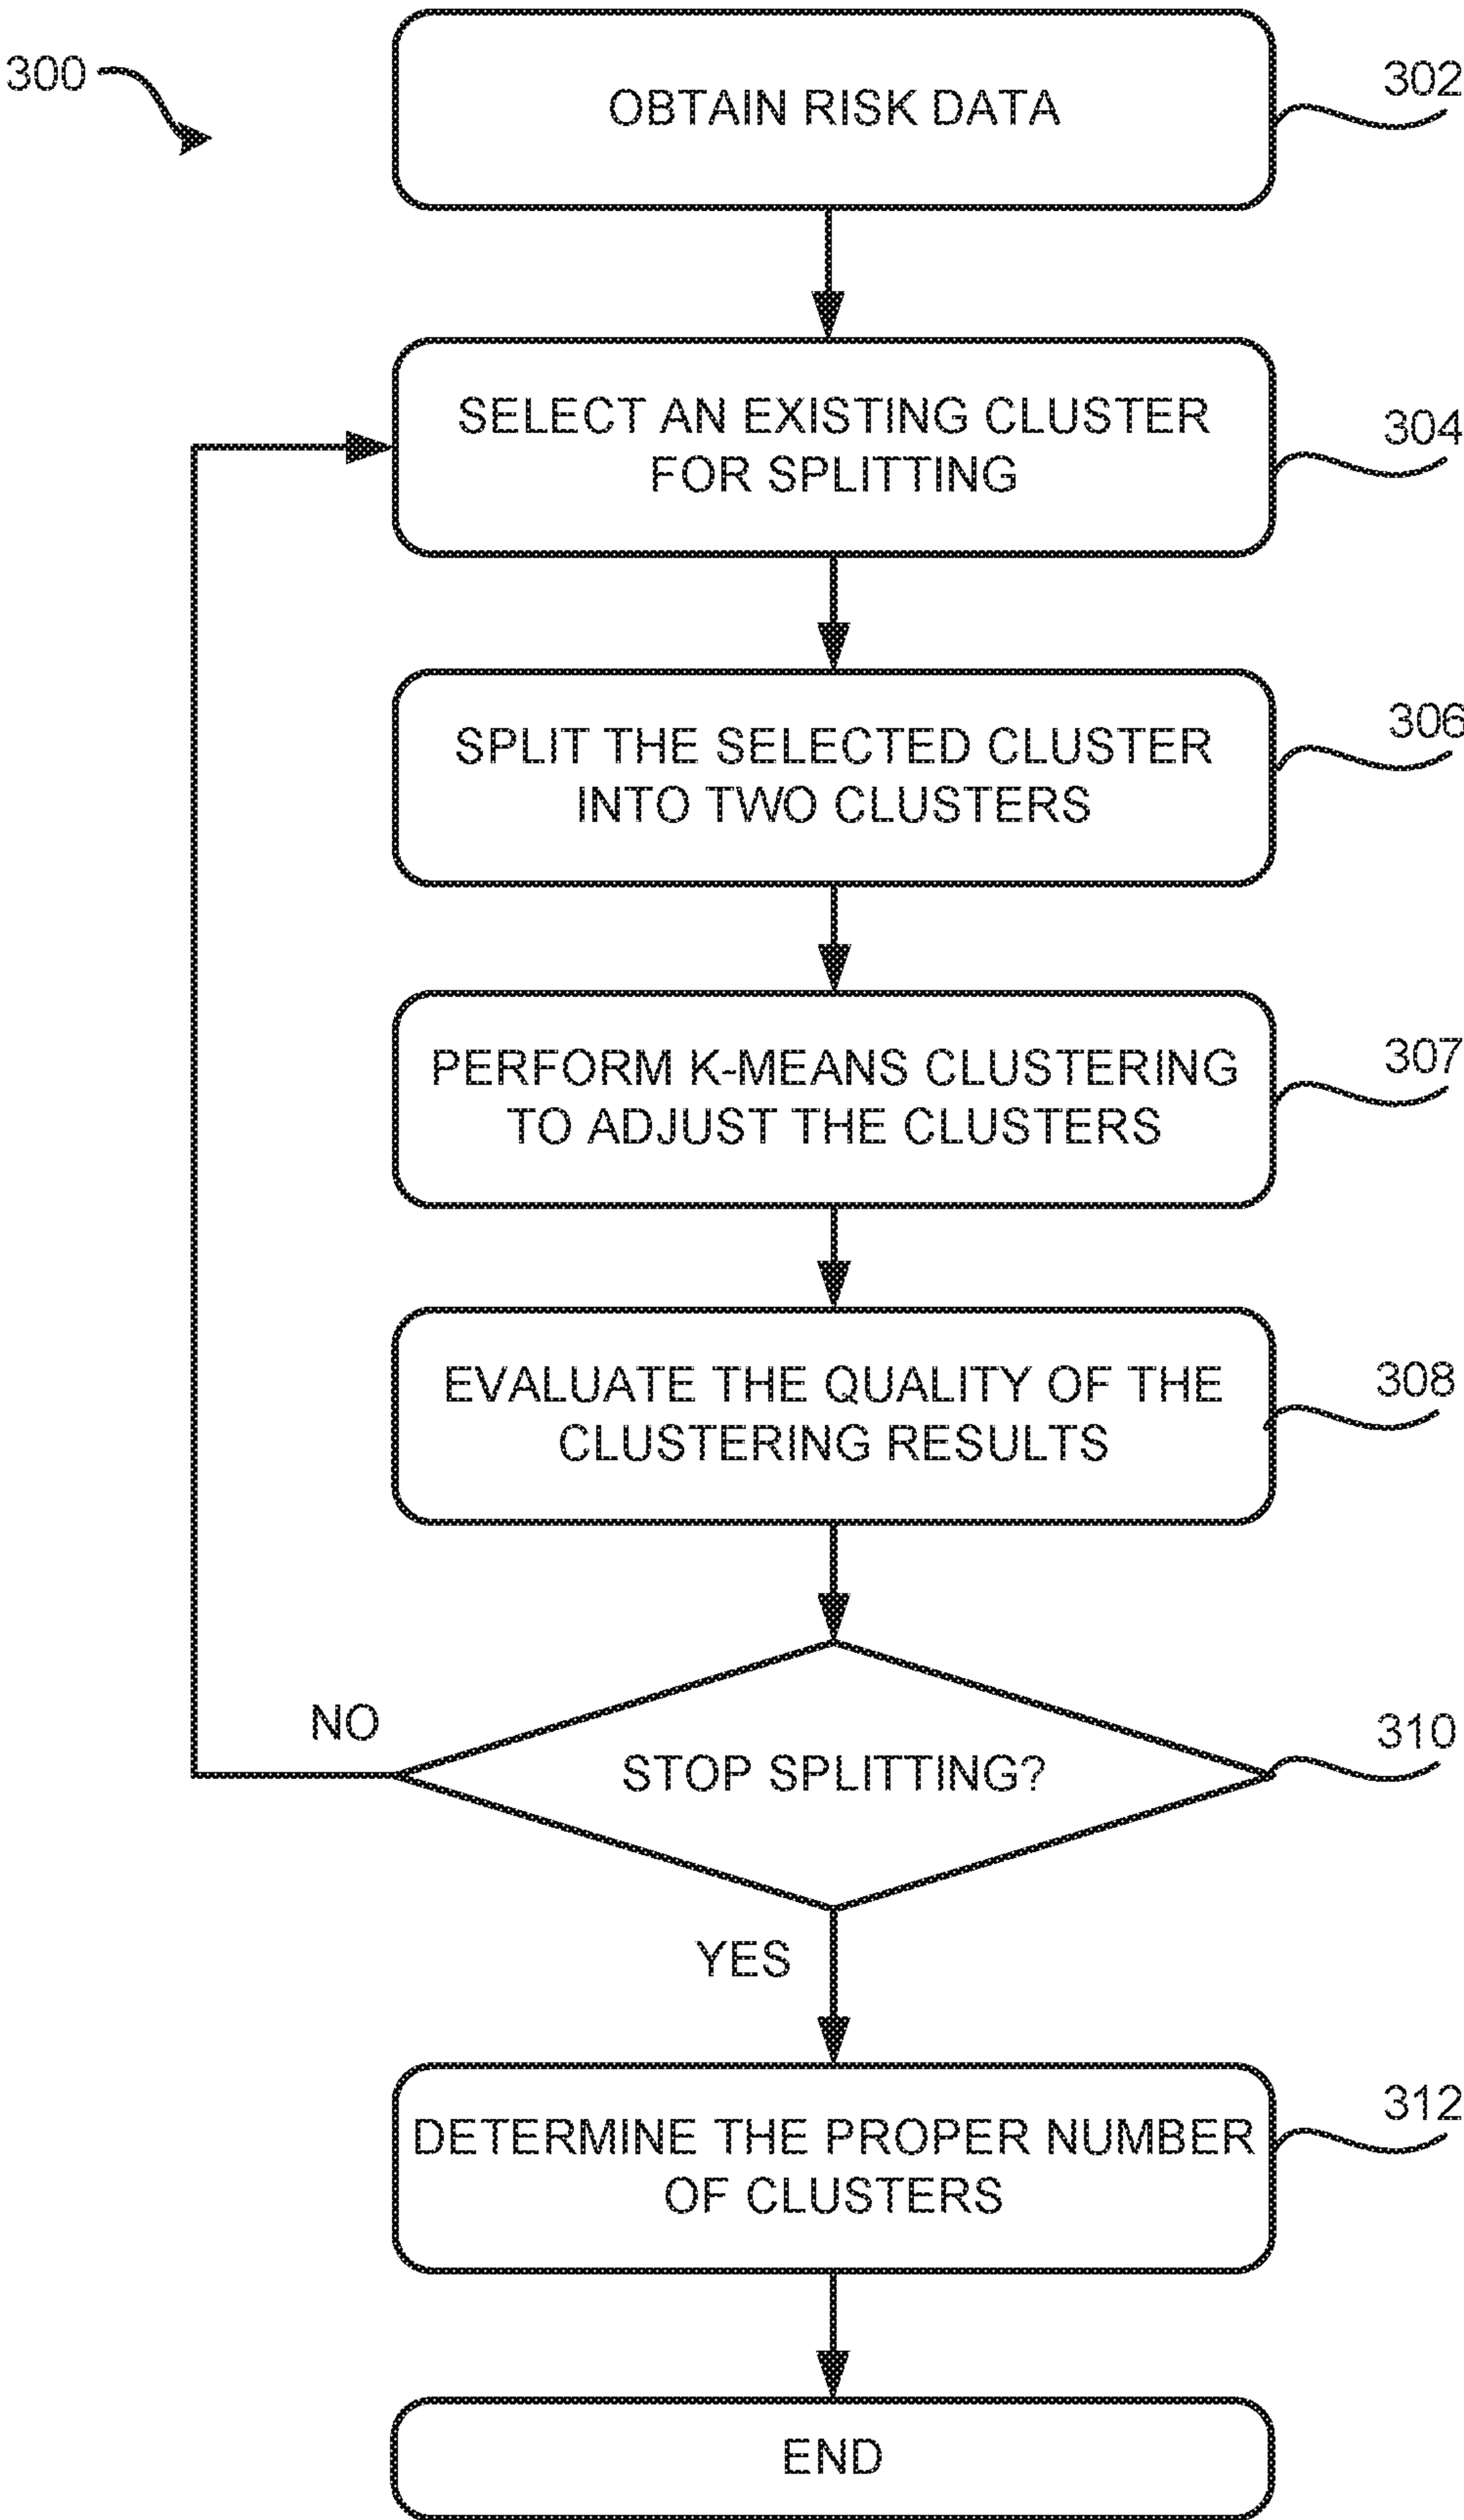 300
OBTAIN RISK DATA
302
SELECT AN EXISTING CLUSTER
FOR SPLITTING
304
SPLIT THE SELECTED CLUSTER
INTO TWO CLUSTERS
306
PERFORM K-MEANS CLUSTERING
TO ADJUST THE CLUSTERS
307
EVALUATE THE QUALITY OF THE
CLUSTERING RESULTS
308
NO
STOP SPLITTING?
310
YES
DETERMINE THE PROPER NUMBER
OF CLUSTERS
312
END